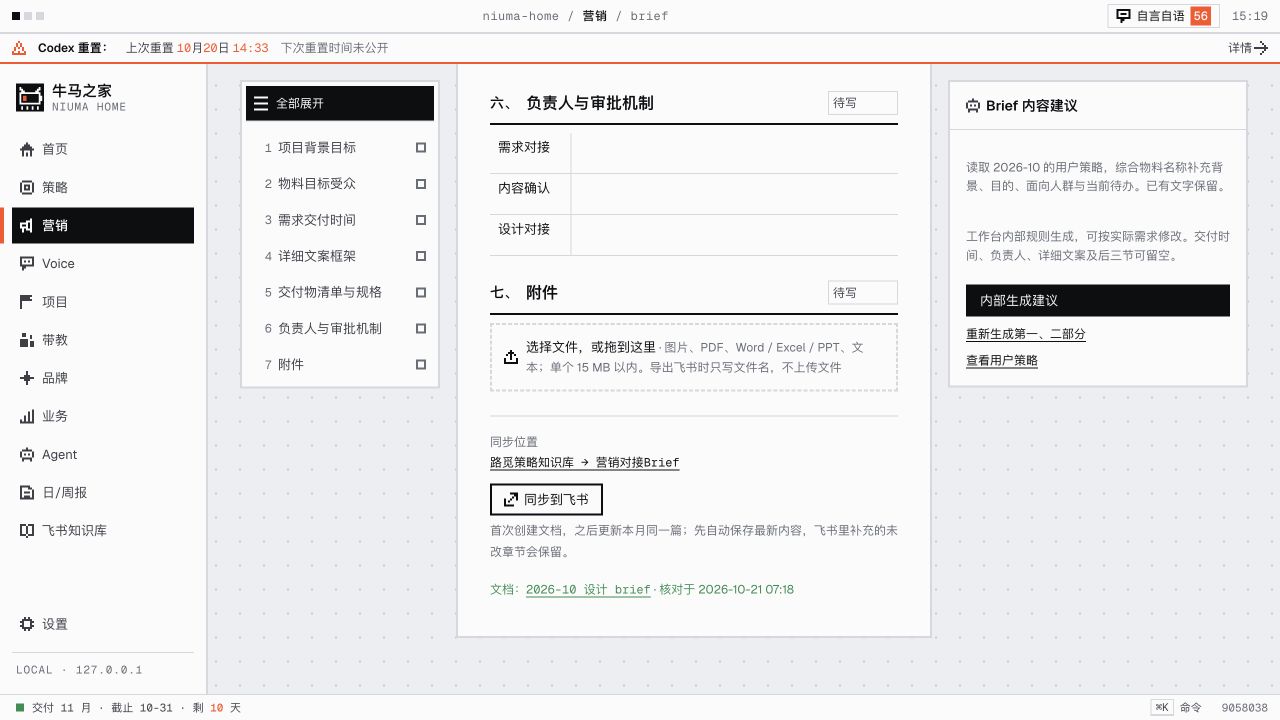 niuma-home / 营销 / brief
自言自语 56
15:19
Codex 重置： 上次重置 10月20日 14:33 下次重置时间未公开
详情
牛马之家
NIUMA HOME
首页
策略
营销
Voice
项目
带教
品牌
业务
Agent
日/周报
飞书知识库
设置
LOCAL · 127.0.0.1
全部展开
1 项目背景目标
2 物料目标受众
3 需求交付时间
4 详细文案框架
5 交付物清单与规格
6 负责人与审批机制
7 附件
六、 负责人与审批机制
待写
需求对接
内容确认
设计对接
七、 附件
待写
选择文件，或拖到这里 · 图片、PDF、Word / Excel / PPT、文
本；单个 15 MB 以内。导出飞书时只写文件名，不上传文件
同步位置
路觅策略知识库 → 营销对接Brief
同步到飞书
首次创建文档，之后更新本月同一篇；先自动保存最新内容，飞书里补充的未
改章节会保留。
文档： 2026-10 设计 brief · 核对于 2026-10-21 07:18
Brief 内容建议
读取 2026-10 的用户策略，综合物料名称补充背
景、目的、面向人群与当前待办。已有文字保留。
工作台内部规则生成，可按实际需求修改。交付时
间、负责人、详细文案及后三节可留空。
内部生成建议
重新生成第一、二部分
查看用户策略
交付 11 月 · 截止 10-31 · 剩 10 天
⌘K 命令
9058038